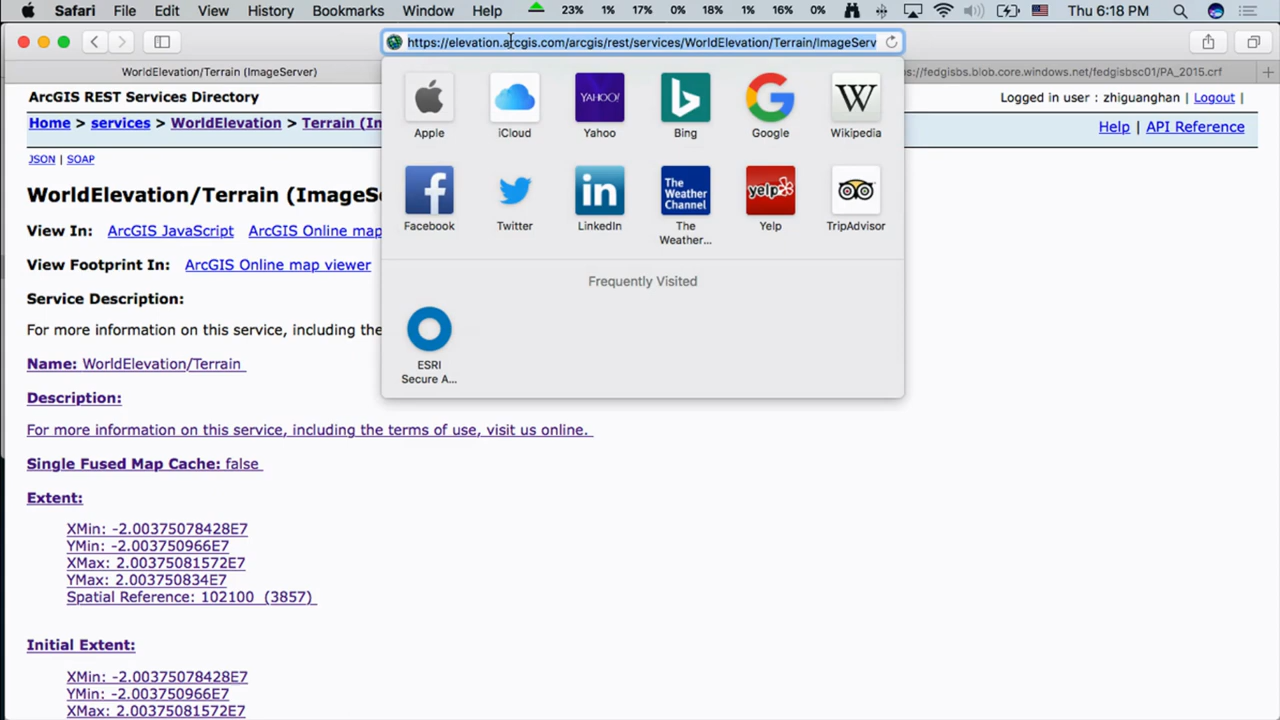 Safari File Edit View History Bookmarks Window Help 23% 1% 17% 0% 18% 1% 16% 0% Thu 6:18 PM
https://elevation.arcgis.com/arcgis/rest/services/WorldElevation/Terrain/ImageServ
WorldElevation/Terrain (ImageServer)
https://fedgisbs.blob.core.windows.net/fedgisbsc01/PA_2015.crf
ArcGIS REST Services Directory
Logged in user : zhiguanghan | Logout |
Home > services > WorldElevation > Terrain (Im
Help | API Reference
JSON | SOAP
WorldElevation/Terrain (ImageSe
View In: ArcGIS JavaScript ArcGIS Online map
View Footprint In: ArcGIS Online map viewer
Service Description:
For more information on this service, including the
Name: WorldElevation/Terrain
Description:
For more information on this service, including the terms of use, visit us online.
Single Fused Map Cache: false
Extent:
XMin: -2.00375078428E7
YMin: -2.003750966E7
XMax: 2.00375081572E7
YMax: 2.003750834E7
Spatial Reference: 102100 (3857)
Initial Extent:
XMin: -2.00375078428E7
YMin: -2.003750966E7
XMax: 2.00375081572E7
YAHOO!
Apple iCloud Yahoo Bing Google Wikipedia
The
Weather
Channel
yelp
Facebook Twitter LinkedIn The Weather... Yelp TripAdvisor
Frequently Visited
ESRI
Secure A...